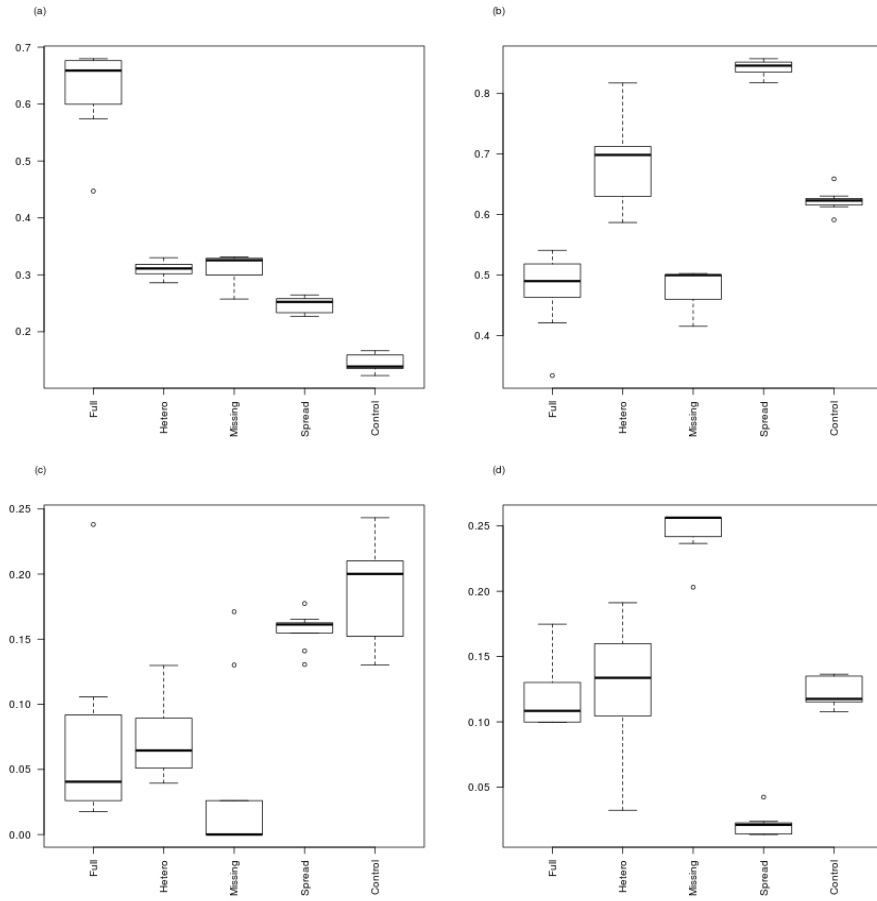 (a)
0.7
0.6
0.5
0.4
0.3
0.2
Full
Hetero
Missing
Spread
Control
(b)
0.8
0.7
0.6
0.5
0.4
Full
Hetero
Missing
Spread
Control
(c)
0.25
0.20
0.15
0.10
0.05
0.00
Full
Hetero
Missing
Spread
Control
(d)
0.25
0.20
0.15
0.10
0.05
Full
Hetero
Missing
Spread
Control